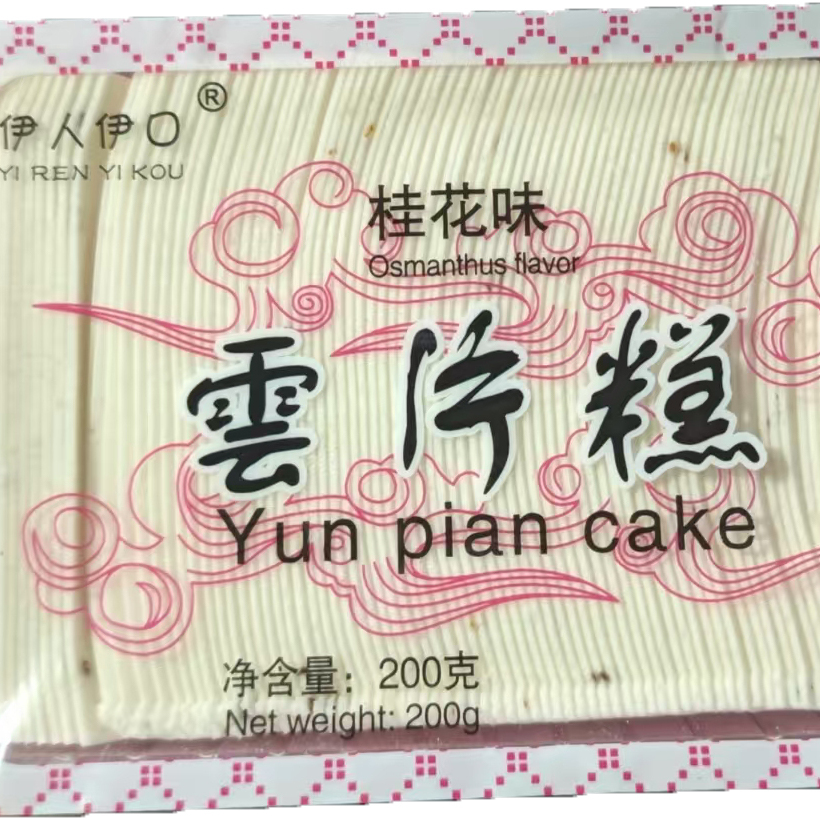 伊人伊口®
YI REN YI KOU
桂花味
Osmanthus flavor
雲片糕
Yun pian cake
净含量：200克
Net weight: 200g